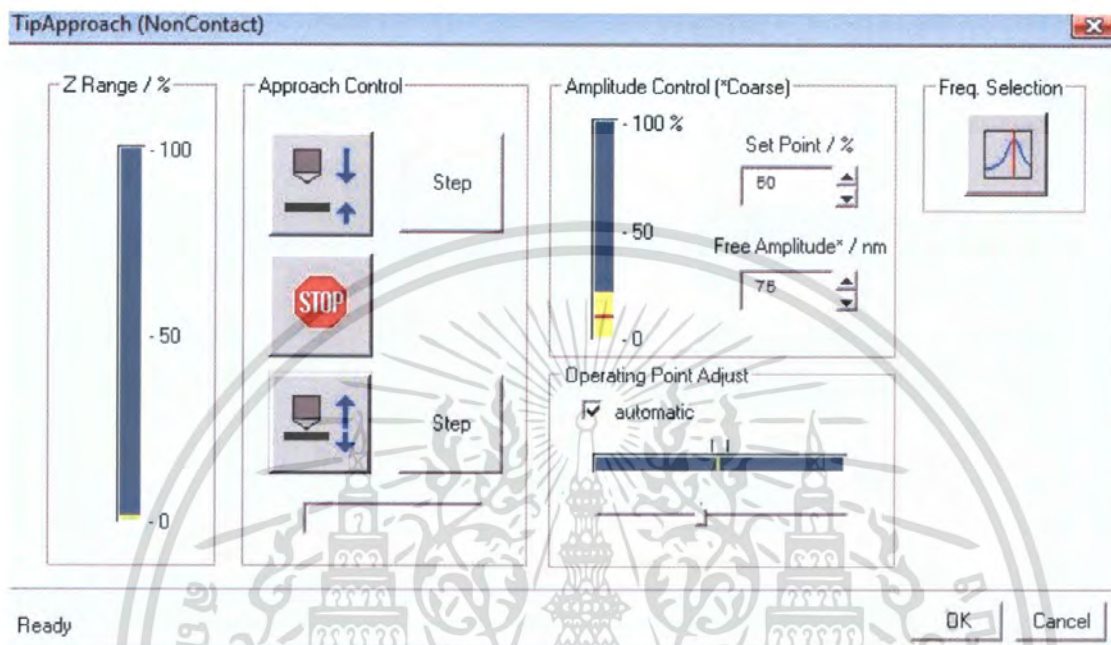 TipApproach (NonContact)
Z Range / %
- 100
- 50
- 0
Approach Control
Step
STOP
Step
Amplitude Control (*Coarse)
- 100 %
- 50
- 0
Set Point / %
50
Free Amplitude* / nm
75
Operating Point Adjust
automatic
Freq. Selection
Ready
OK
Cancel